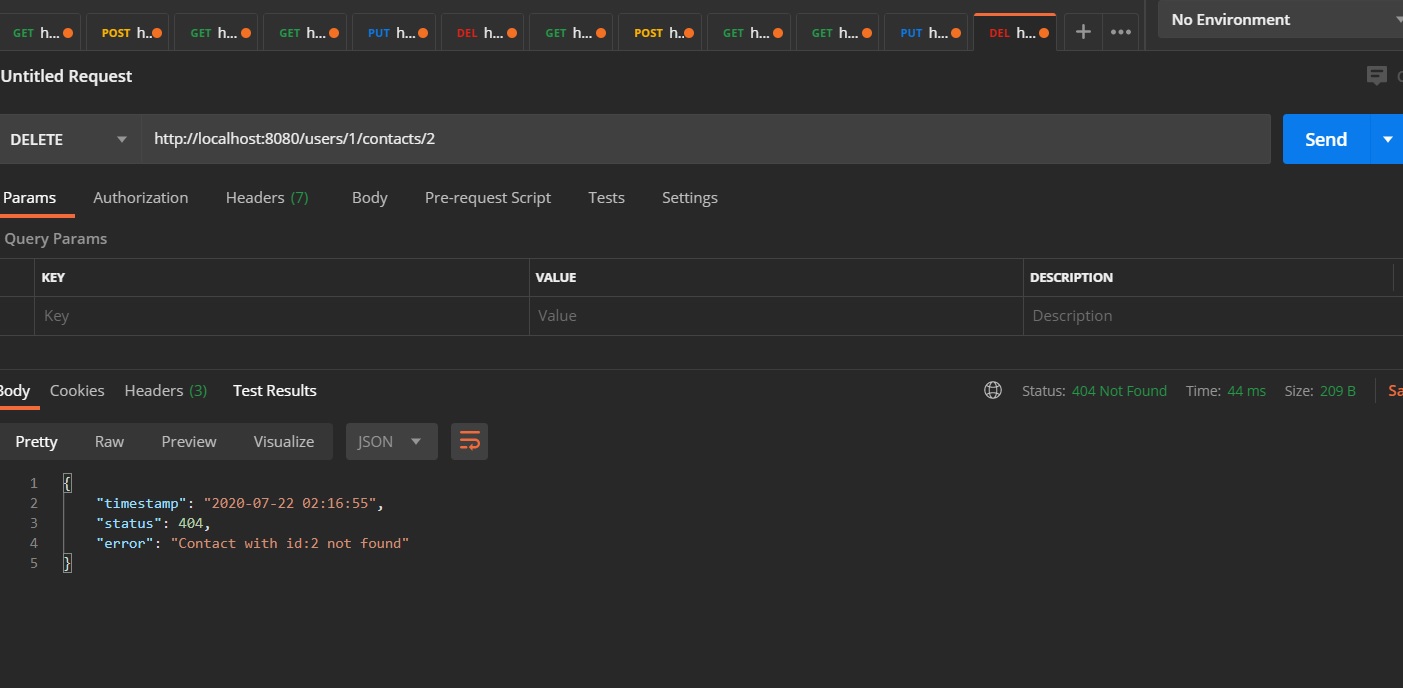 GET h... POST h.. GET h... GET h... PUT h... DEL h... GET h... POST h.. GET h... GET h... PUT h... DEL h... No Environment
Untitled Request
DELETE http://localhost:8080/users/1/contacts/2 Send
Params Authorization Headers (7) Body Pre-request Script Tests Settings
Query Params
KEY VALUE DESCRIPTION
Key Value Description
Body Cookies Headers (3) Test Results Status: 404 Not Found Time: 44 ms Size: 209 B Sa
Pretty Raw Preview Visualize JSON
1 {
2 "timestamp": "2020-07-22 02:16:55",
3 "status": 404,
4 "error": "Contact with id:2 not found"
5 }